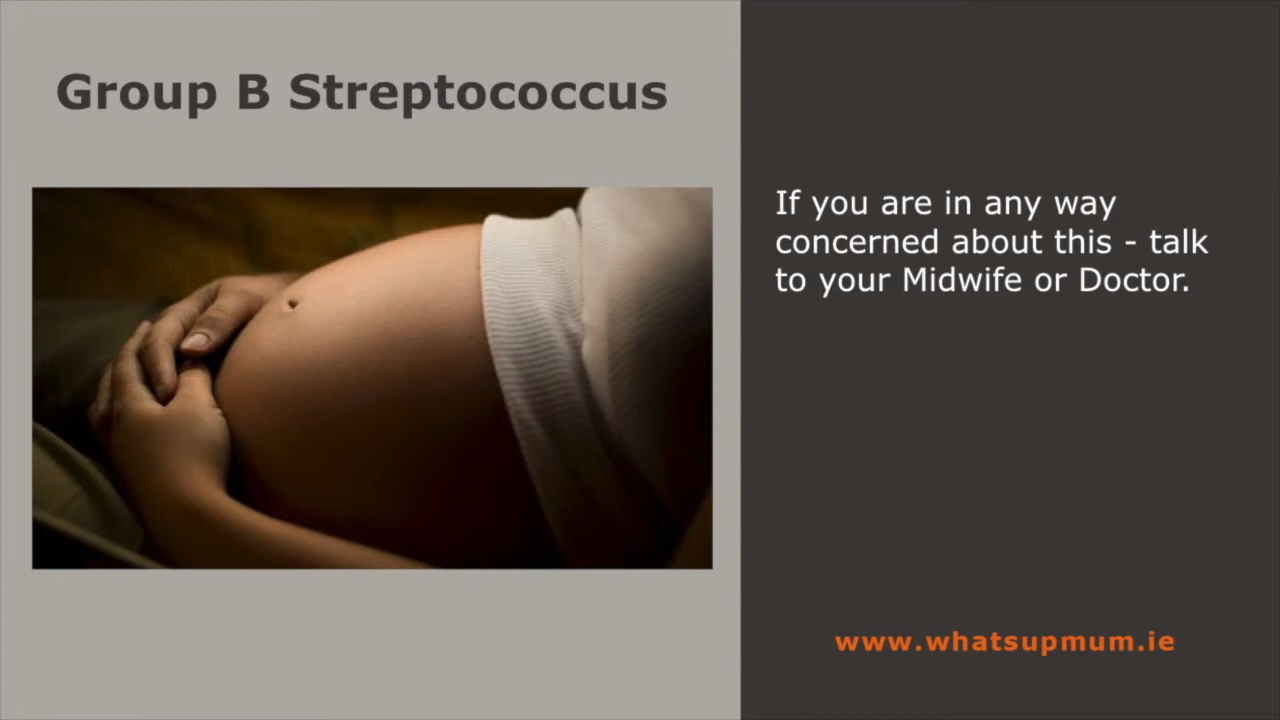 Group B Streptococcus
If you are in any way
concerned about this - talk
to your Midwife or Doctor.
www.whatsupmum.ie